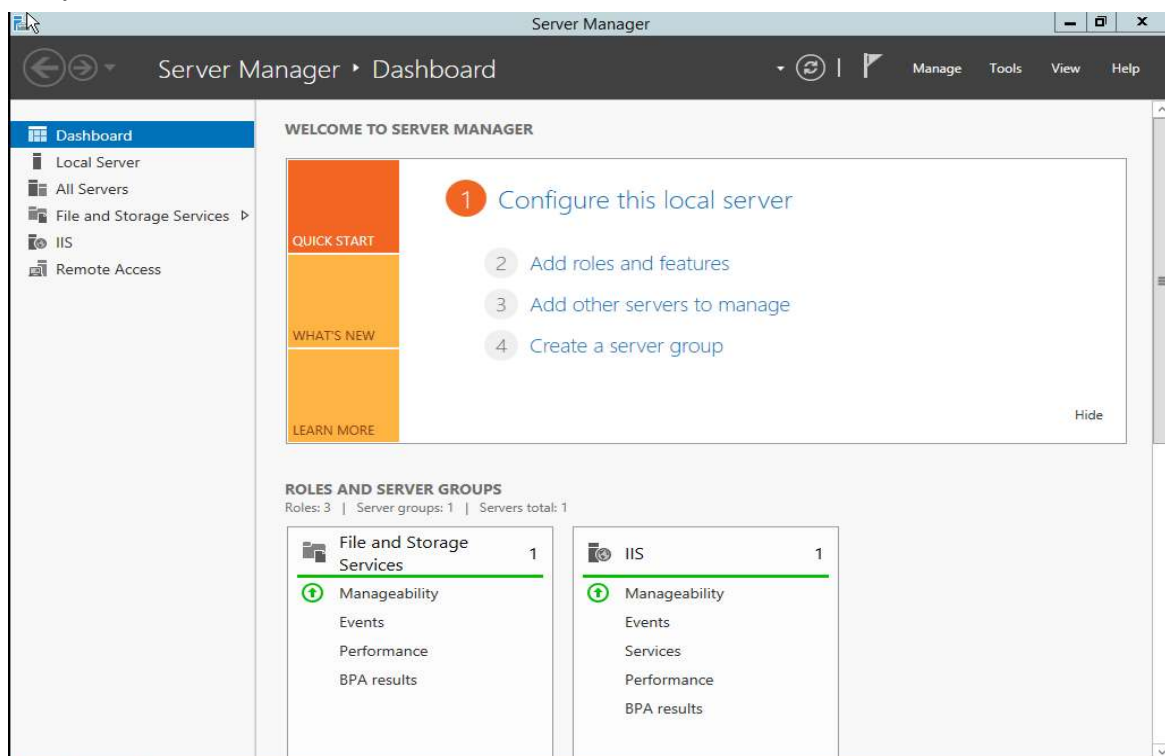 Server Manager
Server Manager ‣ Dashboard
Manage Tools View Help
Dashboard
Local Server
All Servers
File and Storage Services
IIS
Remote Access
WELCOME TO SERVER MANAGER
QUICK START
WHAT'S NEW
LEARN MORE
1 Configure this local server
2 Add roles and features
3 Add other servers to manage
4 Create a server group
Hide
ROLES AND SERVER GROUPS
Roles: 3 | Server groups: 1 | Servers total: 1
File and Storage
Services 1
Manageability
Events
Performance
BPA results
IIS 1
Manageability
Events
Services
Performance
BPA results